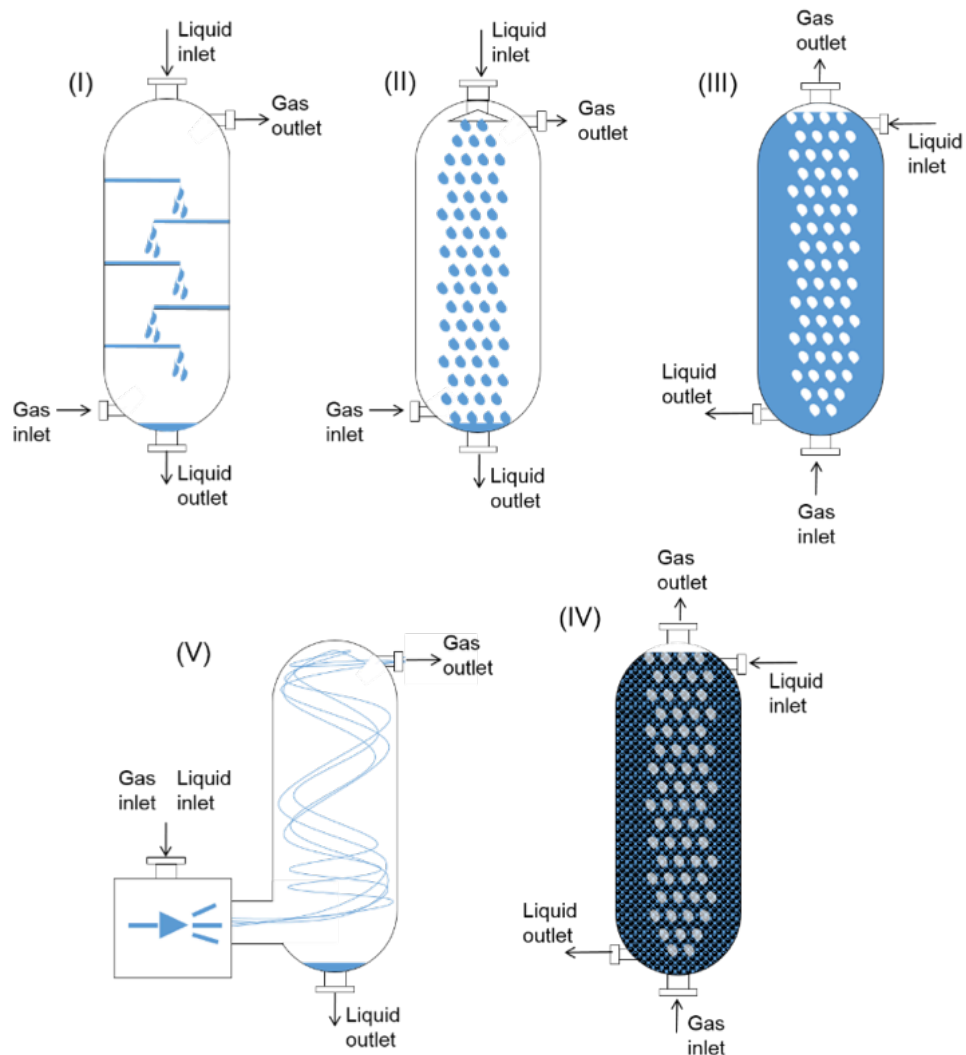 Liquid
inlet
(I)
Gas
outlet
Gas
inlet
Liquid
outlet
Liquid
inlet
(II)
Gas
outlet
Gas
inlet
Liquid
outlet
Gas
outlet
(III)
Liquid
inlet
Liquid
outlet
Gas
inlet
(V)
Gas
outlet
Gas Liquid
inlet inlet
Liquid
outlet
Gas
outlet
(IV)
Liquid
inlet
Liquid
outlet
Gas
inlet